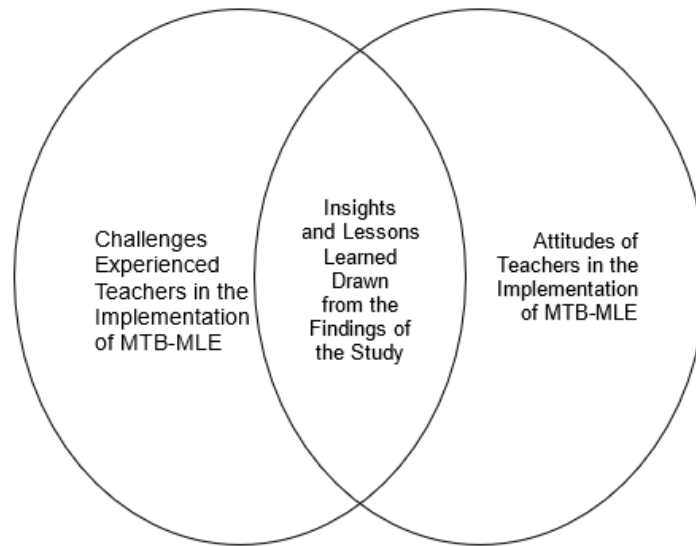 Challenges
Experienced
Teachers in the
Implementation
of MTB-MLE
Insights
and Lessons
Learned
Drawn
from the
Findings of
the Study
Attitudes of
Teachers in the
Implementation
of MTB-MLE